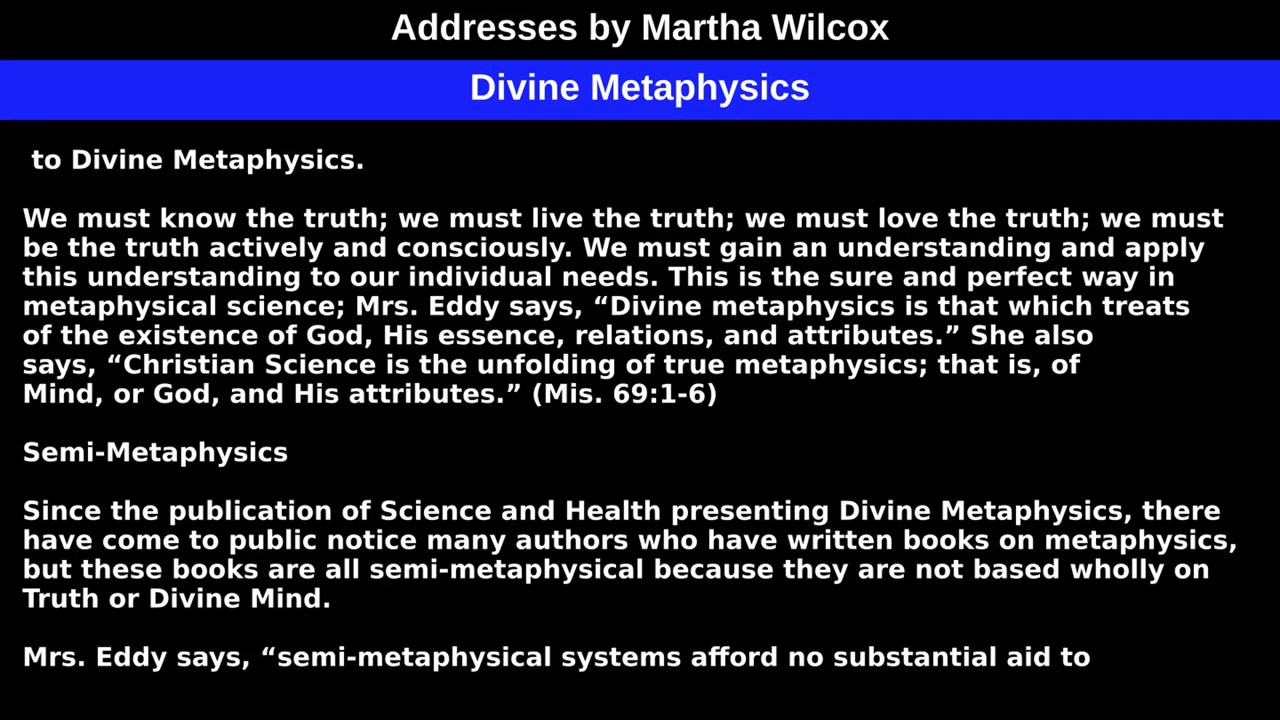 Addresses by Martha Wilcox
Divine Metaphysics
to Divine Metaphysics.
We must know the truth; we must live the truth; we must love the truth; we must
be the truth actively and consciously. We must gain an understanding and apply
this understanding to our individual needs. This is the sure and perfect way in
metaphysical science; Mrs. Eddy says, “Divine metaphysics is that which treats
of the existence of God, His essence, relations, and attributes.” She also
says, “Christian Science is the unfolding of true metaphysics; that is, of
Mind, or God, and His attributes.” (Mis. 69:1-6)
Semi-Metaphysics
Since the publication of Science and Health presenting Divine Metaphysics, there
have come to public notice many authors who have written books on metaphysics,
but these books are all semi-metaphysical because they are not based wholly on
Truth or Divine Mind.
Mrs. Eddy says, “semi-metaphysical systems afford no substantial aid to